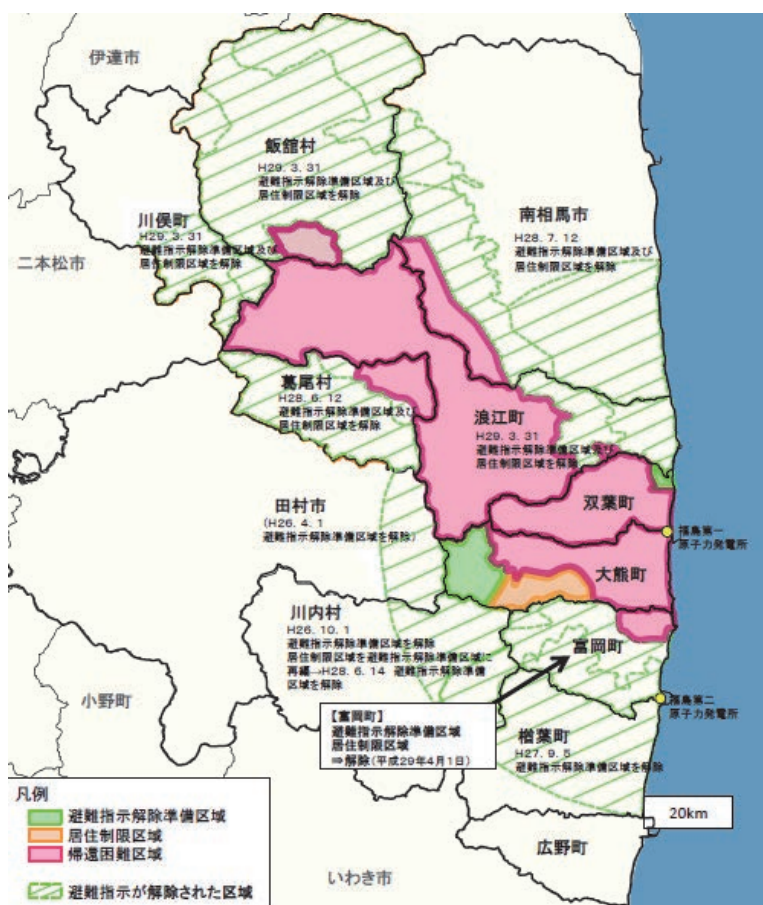 伊達市
飯舘村
H29. 3. 31
避難指示解除準備区域及び
居住制限区域を解除
川俣町
H29. 3. 31
避難指示解除準備区域及び
居住制限区域を解除
南相馬市
H28. 7. 12
避難指示解除準備区域及び
居住制限区域を解除
二本松市
葛尾村
H28. 6. 12
避難指示解除準備区域及び
居住制限区域を解除
浪江町
H29. 3. 31
避難指示解除準備区域及び
居住制限区域を解除
田村市
(H26. 4. 1
避難指示解除準備区域を解除)
双葉町
福島第一
原子力発電所
大熊町
川内村
H26. 10. 1
避難指示解除準備区域を解除
居住制限区域を避難指示解除準備区域に
再編→H28. 6. 14 避難指示解除準備
区域を解除
富岡町
小野町
福島第二
原子力発電所
【富岡町】
避難指示解除準備区域
居住制限区域
⇒解除(平成29年4月1日)
楢葉町
H27. 9. 5
避難指示解除準備区域を解除
凡例
避難指示解除準備区域
居住制限区域
帰還困難区域
避難指示が解除された区域
20km
広野町
いわき市